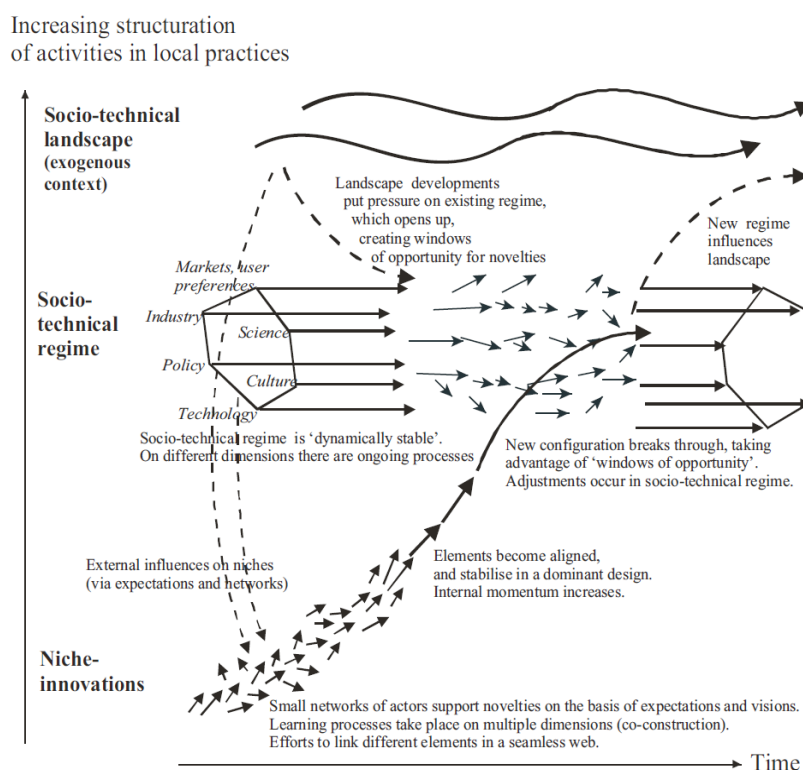 Increasing structuration
of activities in local practices
Socio-technical
landscape
(exogenous
context)
Landscape developments
put pressure on existing regime,
which opens up,
creating windows
of opportunity for novelties
New regime
influences
landscape
Markets, user
preferences
Socio-
technical
regime
Industry
Science
Policy
Culture
Technology
Socio-technical regime is ‘dynamically stable’.
On different dimensions there are ongoing processes
New configuration breaks through, taking
advantage of ‘windows of opportunity’.
Adjustments occur in socio-technical regime.
External influences on niches
(via expectations and networks)
Elements become aligned,
and stabilise in a dominant design.
Internal momentum increases.
Niche-
innovations
Small networks of actors support novelties on the basis of expectations and visions.
Learning processes take place on multiple dimensions (co-construction).
Efforts to link different elements in a seamless web.
Time